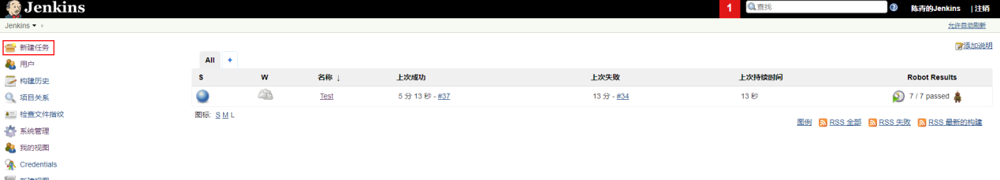 Jenkins
1
查找
陈青的Jenkins
| 注销
Jenkins
允许自动刷新
新建任务
添加说明
用户
All +
构建历史
S W 名称 ↓ 上次成功 上次失败 上次持续时间 Robot Results
项目关系
Test 5 分 13 秒 - #37 13 分 - #34 13 秒 7 / 7 passed
检查文件指纹
图标: S M L
图例 RSS 全部 RSS 失败 RSS 最新的构建
系统管理
我的视图
Credentials
新建视图